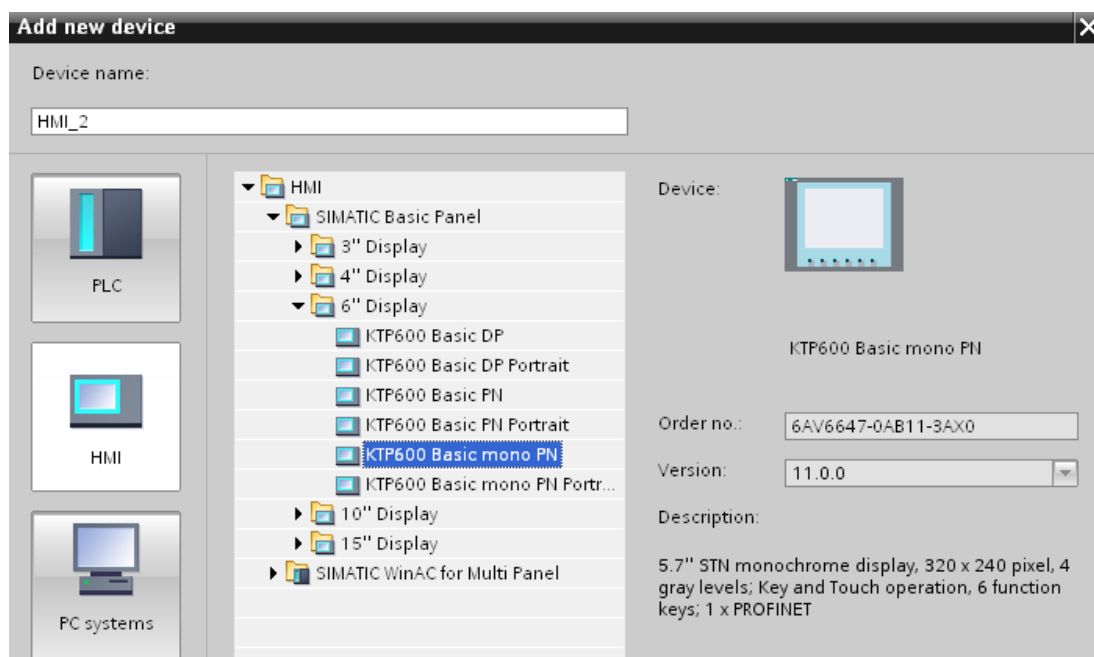 Add new device
Device name:
HMI_2
PLC
HMI
PC systems
HMI
SIMATIC Basic Panel
3'' Display
4'' Display
6'' Display
KTP600 Basic DP
KTP600 Basic DP Portrait
KTP600 Basic PN
KTP600 Basic PN Portrait
KTP600 Basic mono PN
KTP600 Basic mono PN Portr...
10'' Display
15'' Display
SIMATIC WinAC for Multi Panel
Device:
KTP600 Basic mono PN
Order no.: 6AV6647-0AB11-3AX0
Version: 11.0.0
Description:
5.7'' STN monochrome display, 320 x 240 pixel, 4
gray levels; Key and Touch operation, 6 function
keys; 1 x PROFINET